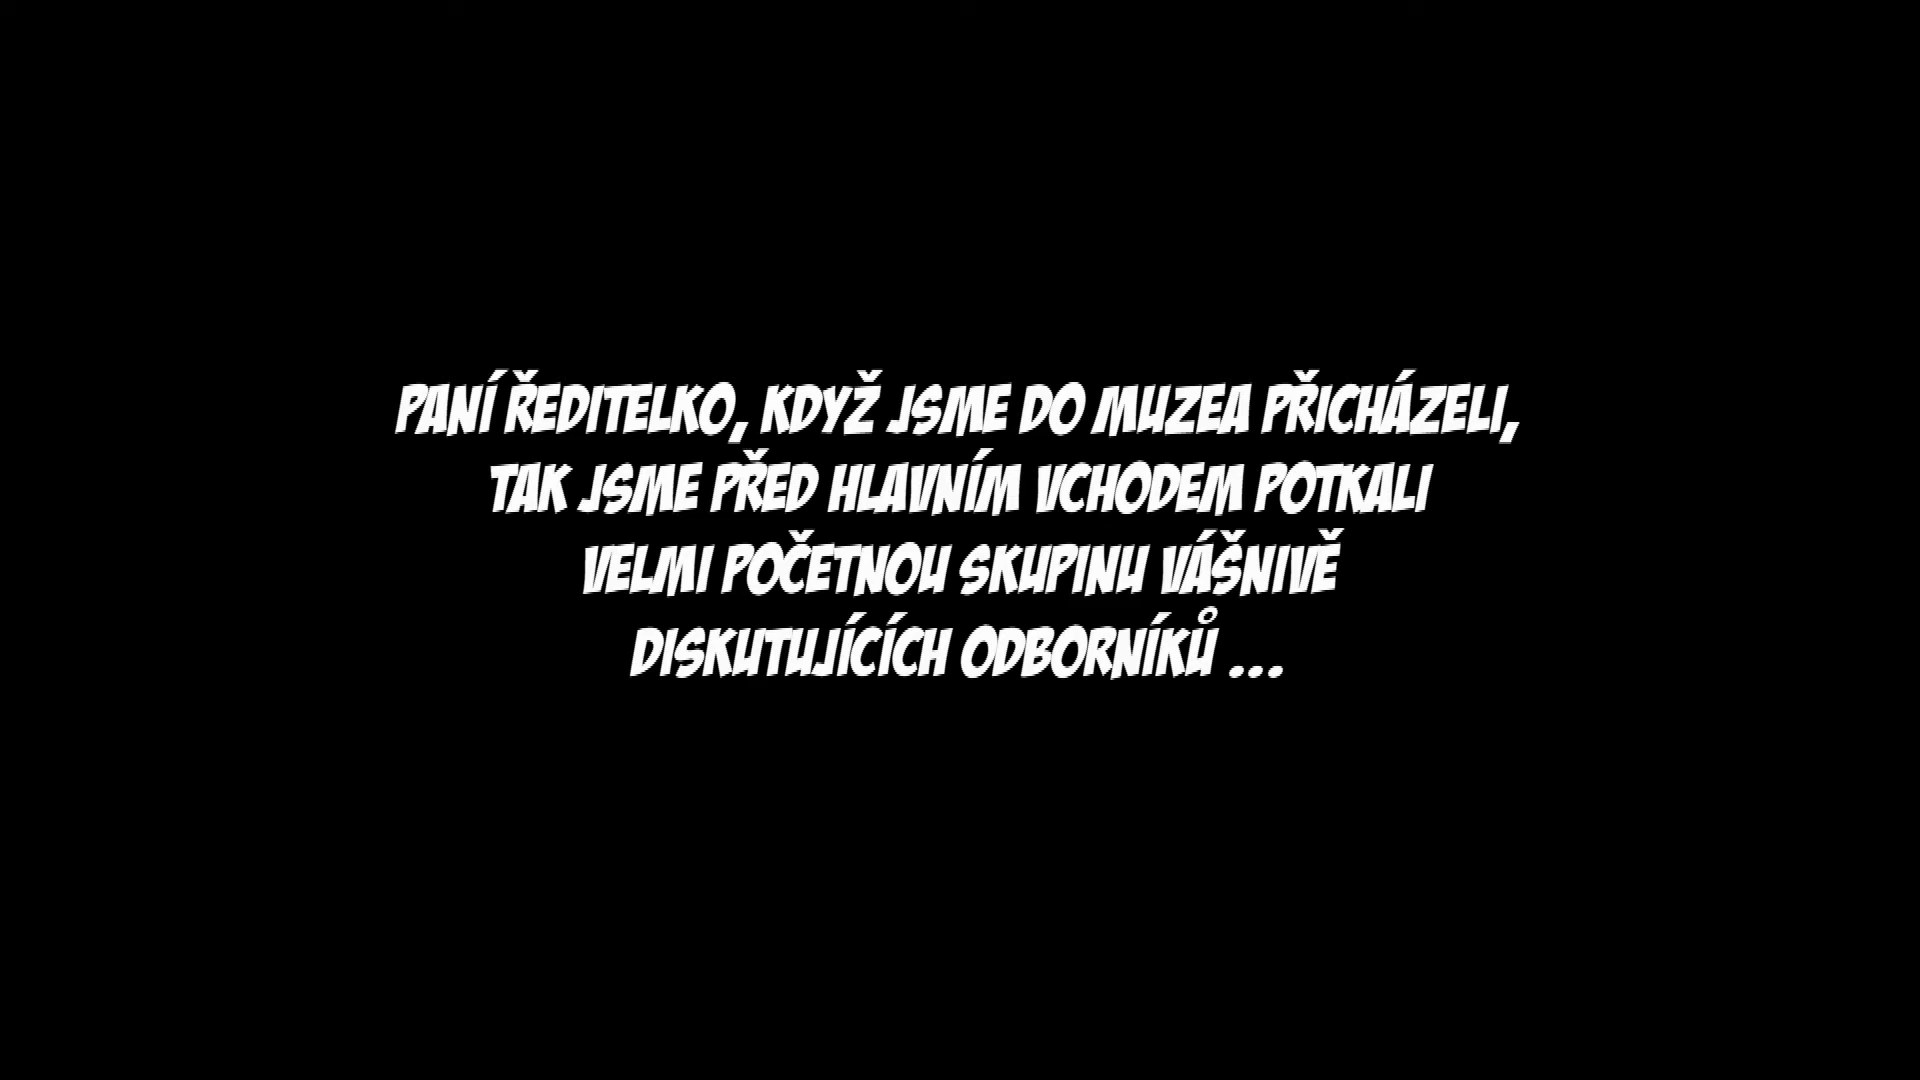 PANÍ ŘEDITELKO, KDYŽ JSME DO MUZEA PŘICHÁZELI,
TAK JSME PŘED HLAVNÍM VCHODEM POTKALI
VELMI POČETNOU SKUPINU VÁŠNIVĚ
DISKUTUJÍCÍCH ODBORNÍKŮ ...